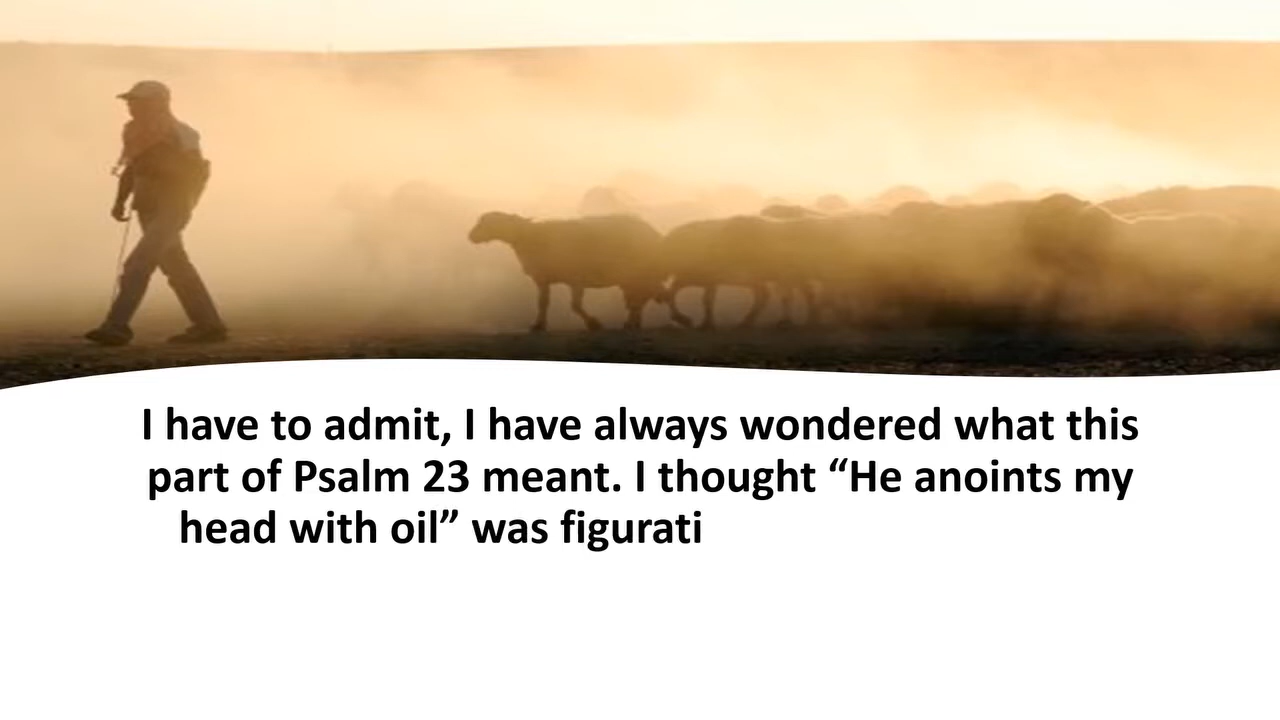 I have to admit, I have always wondered what this
part of Psalm 23 meant. I thought “He anoints my
head with oil” was figurati